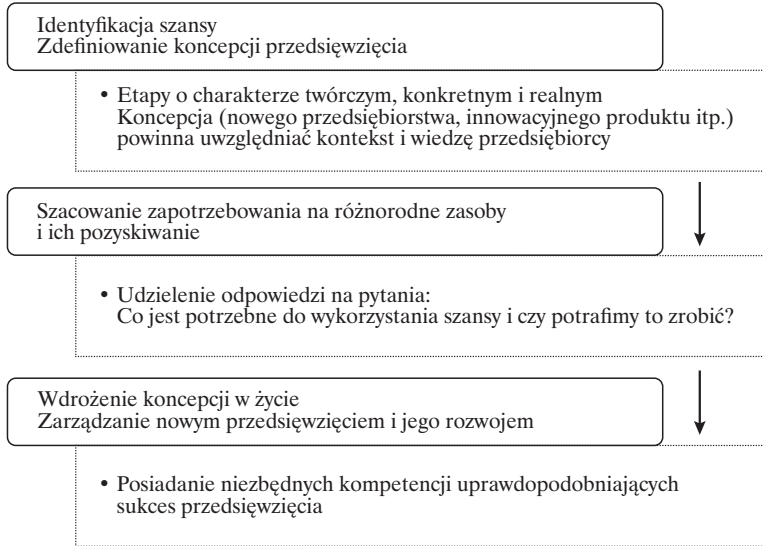 Identyfikacja szansy
Zdefiniowanie koncepcji przedsięwzięcia
• Etapy o charakterze twórczym, konkretnym i realnym
Koncepcja (nowego przedsiębiorstwa, innowacyjnego produktu itp.)
powinna uwzględniać kontekst i wiedzę przedsiębiorcy
Szacowanie zapotrzebowania na różnorodne zasoby
i ich pozyskiwanie
• Udzielenie odpowiedzi na pytania:
Co jest potrzebne do wykorzystania szansy i czy potrafimy to zrobić?
Wdrożenie koncepcji w życie
Zarządzanie nowym przedsięwzięciem i jego rozwojem
• Posiadanie niezbędnych kompetencji uprawdopodobniających
sukces przedsięwzięcia